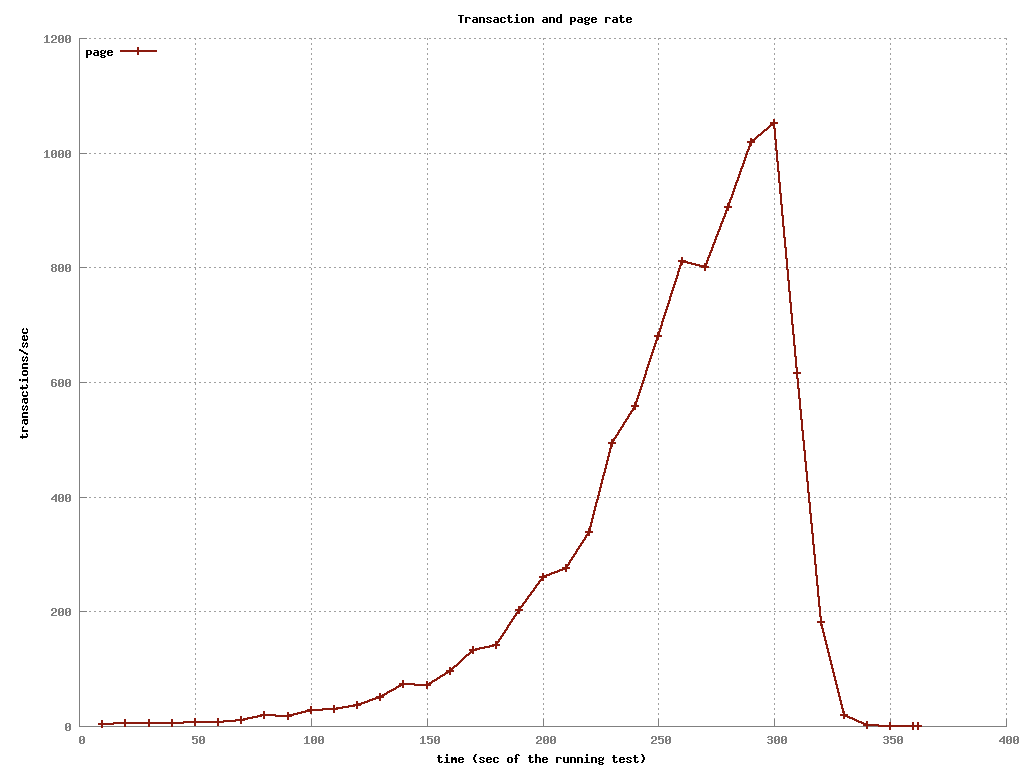 Transaction and page rate
1200
page
1000
800
600
400
200
0
transactions/sec
0 50 100 150 200 250 300 350 400
time (sec of the running test)